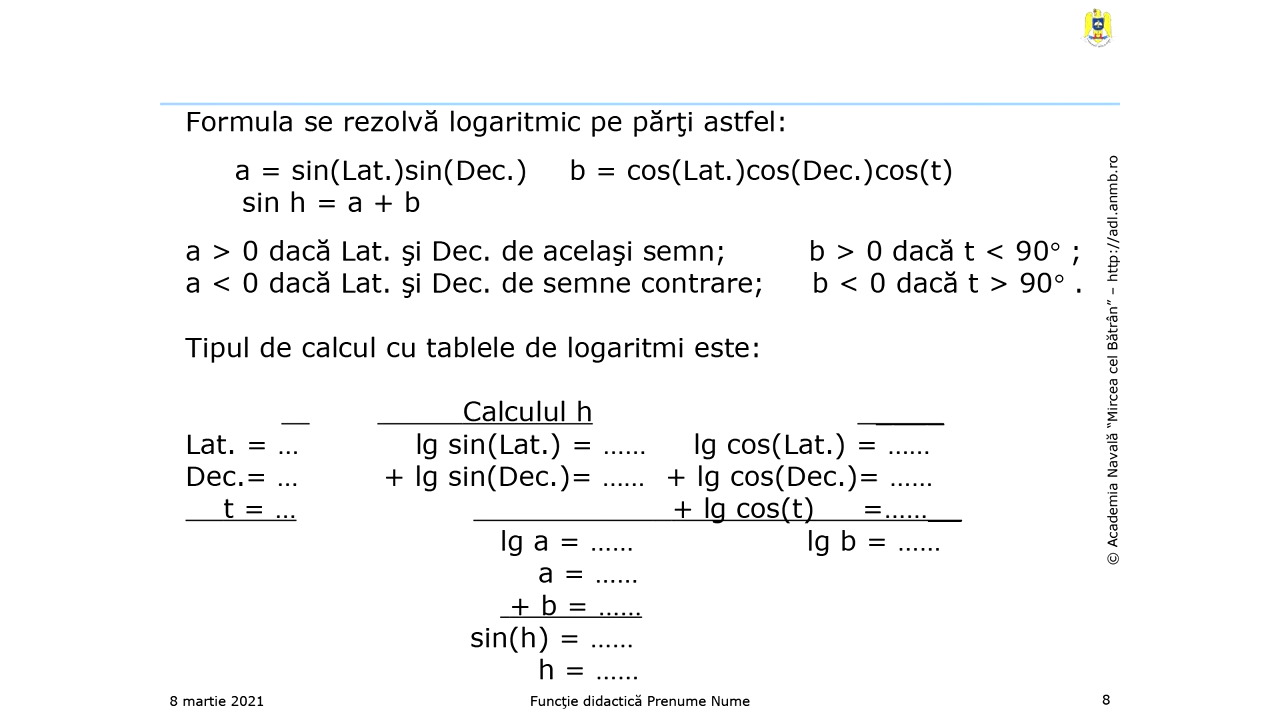 Formula se rezolvă logaritmic pe părţi astfel:
a = sin(Lat.)sin(Dec.) b = cos(Lat.)cos(Dec.)cos(t)
sin h = a + b
a > 0 dacă Lat. şi Dec. de acelaşi semn; b > 0 dacă t < 90° ;
a < 0 dacă Lat. şi Dec. de semne contrare; b < 0 dacă t > 90° .
Tipul de calcul cu tablele de logaritmi este:
Calculul h
Lat. = … lg sin(Lat.) = …… lg cos(Lat.) = ……
Dec.= … + lg sin(Dec.)= …… + lg cos(Dec.)= ……
t = … + lg cos(t) =……
lg a = …… lg b = ……
a = ……
+ b = ……
sin(h) = ……
h = ……
© Academia Navală “Mircea cel Bătrân” – http://adl.anmb.ro
8 martie 2021 Funcţie didactică Prenume Nume 8